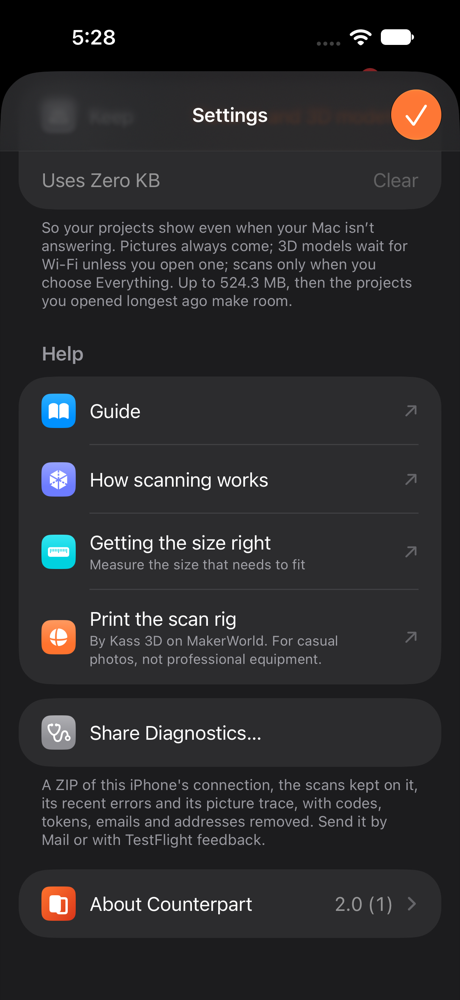 5:28
Keep
Settings
Uses Zero KB
Clear
So your projects show even when your Mac isn't
answering. Pictures always come; 3D models wait for
Wi-Fi unless you open one; scans only when you
choose Everything. Up to 524.3 MB, then the projects
you opened longest ago make room.
Help
Guide
How scanning works
Getting the size right
Measure the size that needs to fit
Print the scan rig
By Kass 3D on MakerWorld. For casual
photos, not professional equipment.
Share Diagnostics...
A ZIP of this iPhone's connection, the scans kept on it,
its recent errors and its picture trace, with codes,
tokens, emails and addresses removed. Send it by
Mail or with TestFlight feedback.
About Counterpart
2.0 (1)